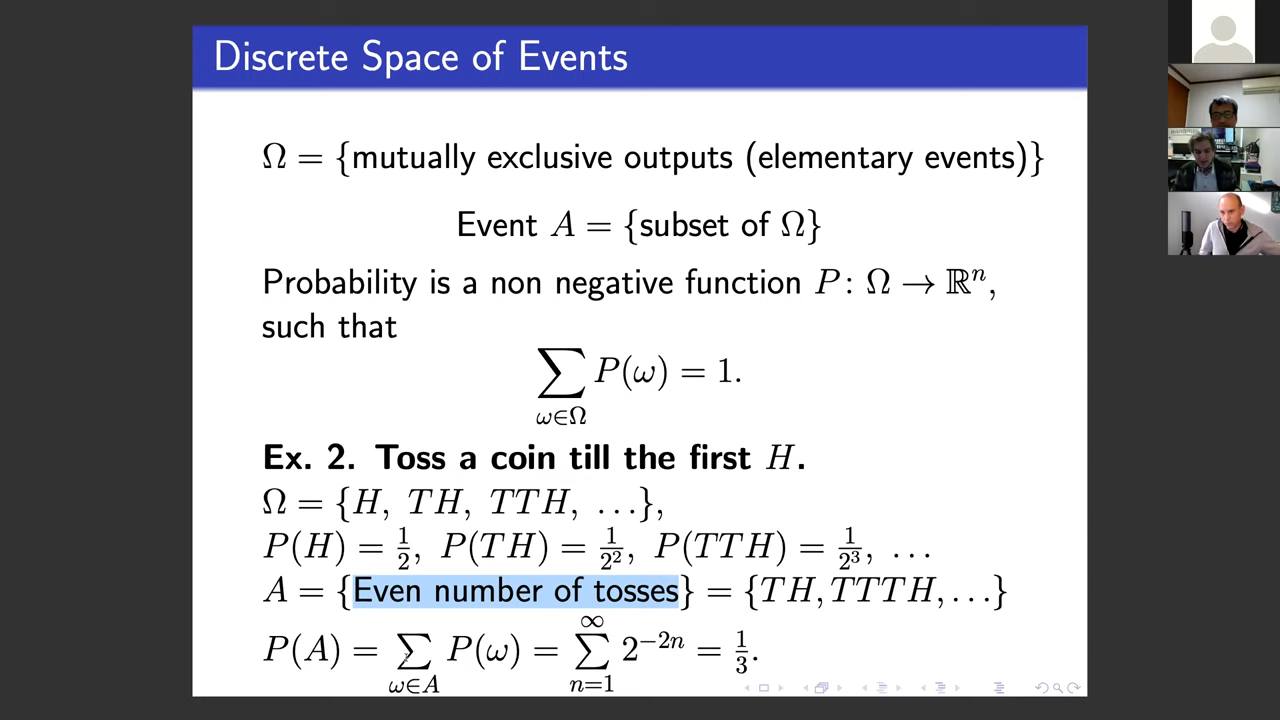 Discrete Space of Events
Ω = {mutually exclusive outputs (elementary events)}
Event A = {subset of Ω}
Probability is a non negative function P: Ω → ℝⁿ,
such that
∑_{ω∈Ω} P(ω) = 1.
Ex. 2. Toss a coin till the first H.
Ω = {H, TH, TTH, ...},
P(H) = 1/2, P(TH) = 1/2², P(TTH) = 1/2³, ...
A = {Even number of tosses} = {TH, TTTH, ...}
P(A) = ∑_{ω∈A} P(ω) = ∑_{n=1}^{∞} 2^{−2n} = 1/3.